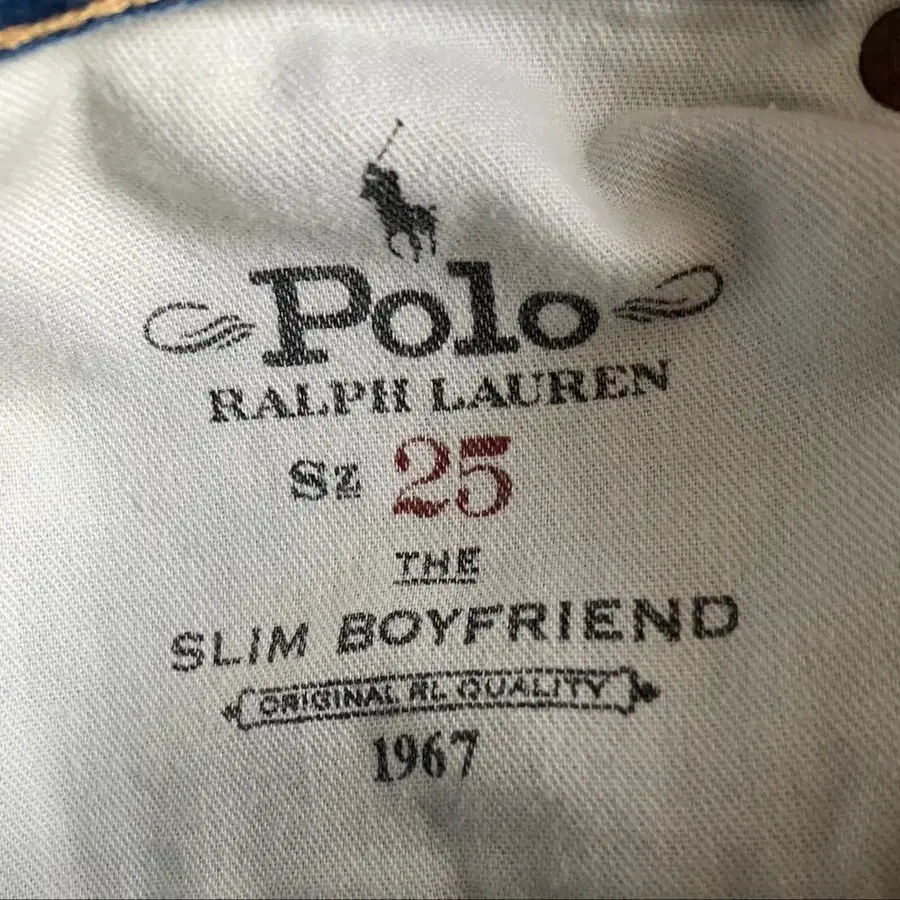 Polo
RALPH LAUREN
Sz 25
THE
SLIM BOYFRIEND
ORIGINAL RL QUALITY
1967